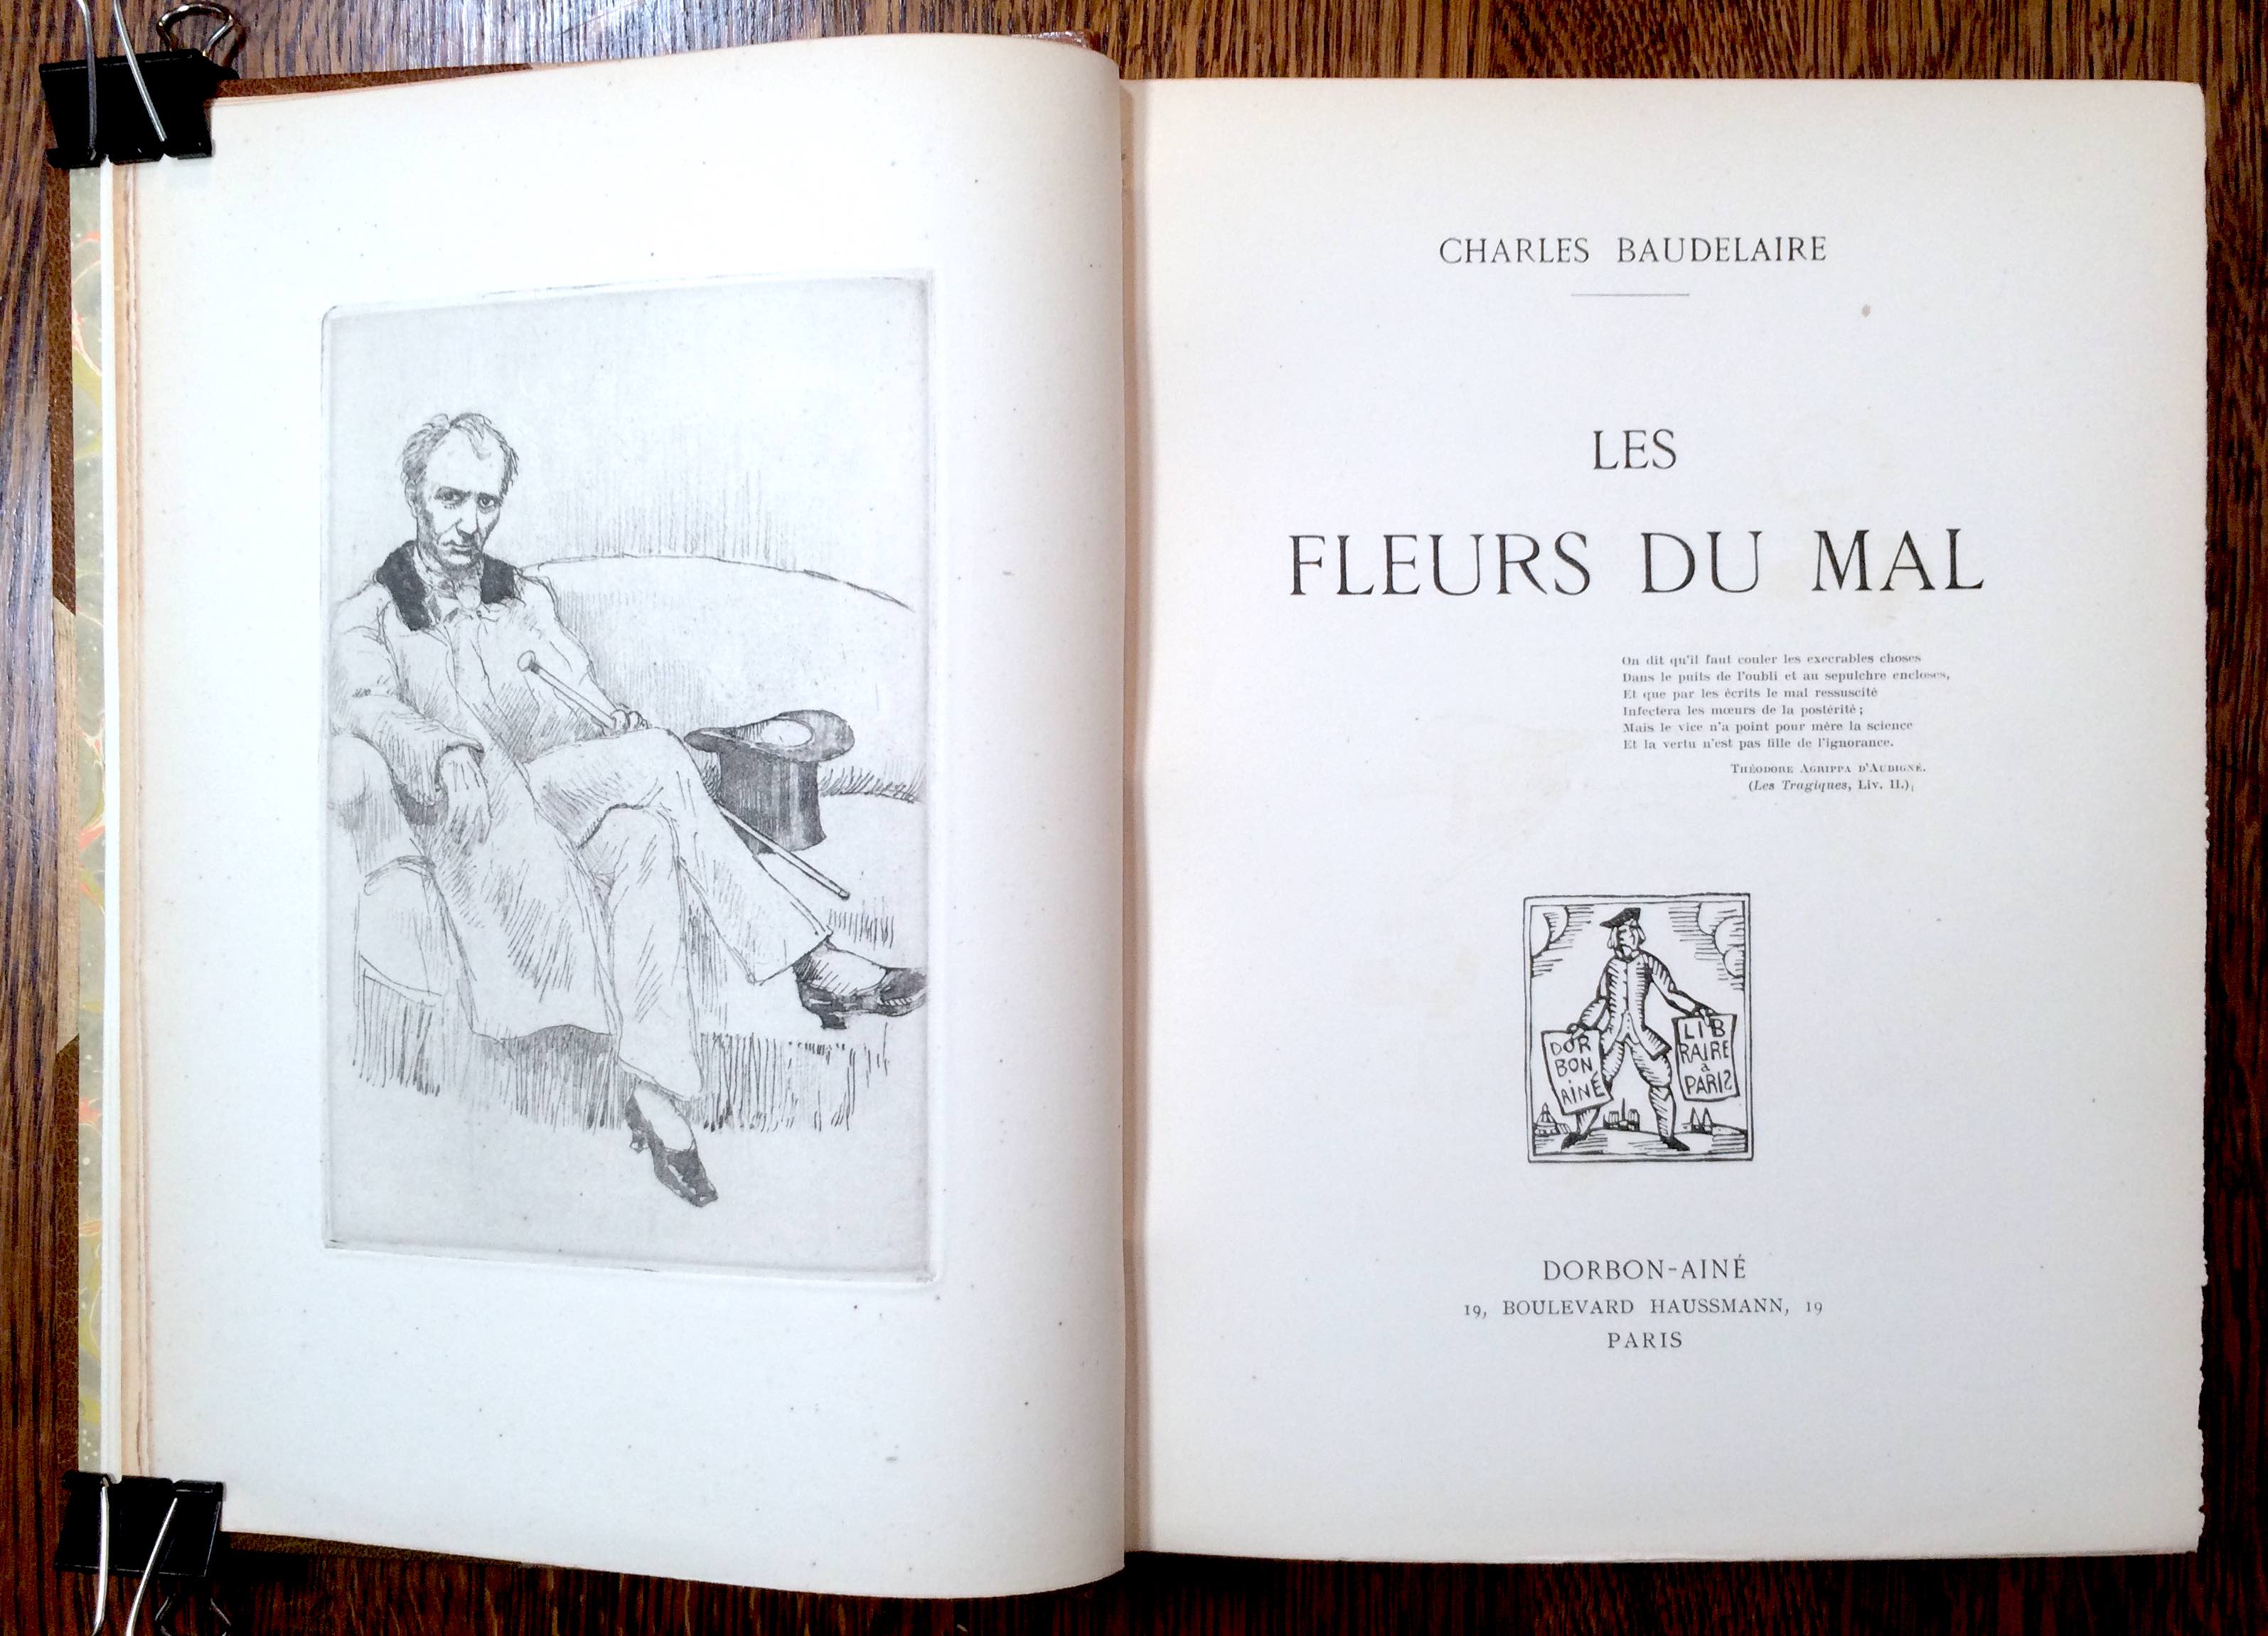 CHARLES BAUDELAIRE
LES
FLEURS DU MAL
On dit qu'il faut couler les execrables choses
Dans le puits de l'oubli et au sepulchre encloses,
Et que par les écrits le mal ressuscité
Infectera les mœurs de la postérité ;
Mais le vice n'a point pour mère la science
Et la vertu n'est pas fille de l'ignorance.
THÉODORE AGRIPPA D'AUBIGNÉ.
(Les Tragiques, Liv. II.)
DOR
BON
AINÉ
LIB
RAIRE
a
PARIS
DORBON-AINÉ
19, BOULEVARD HAUSSMANN, 19
PARIS